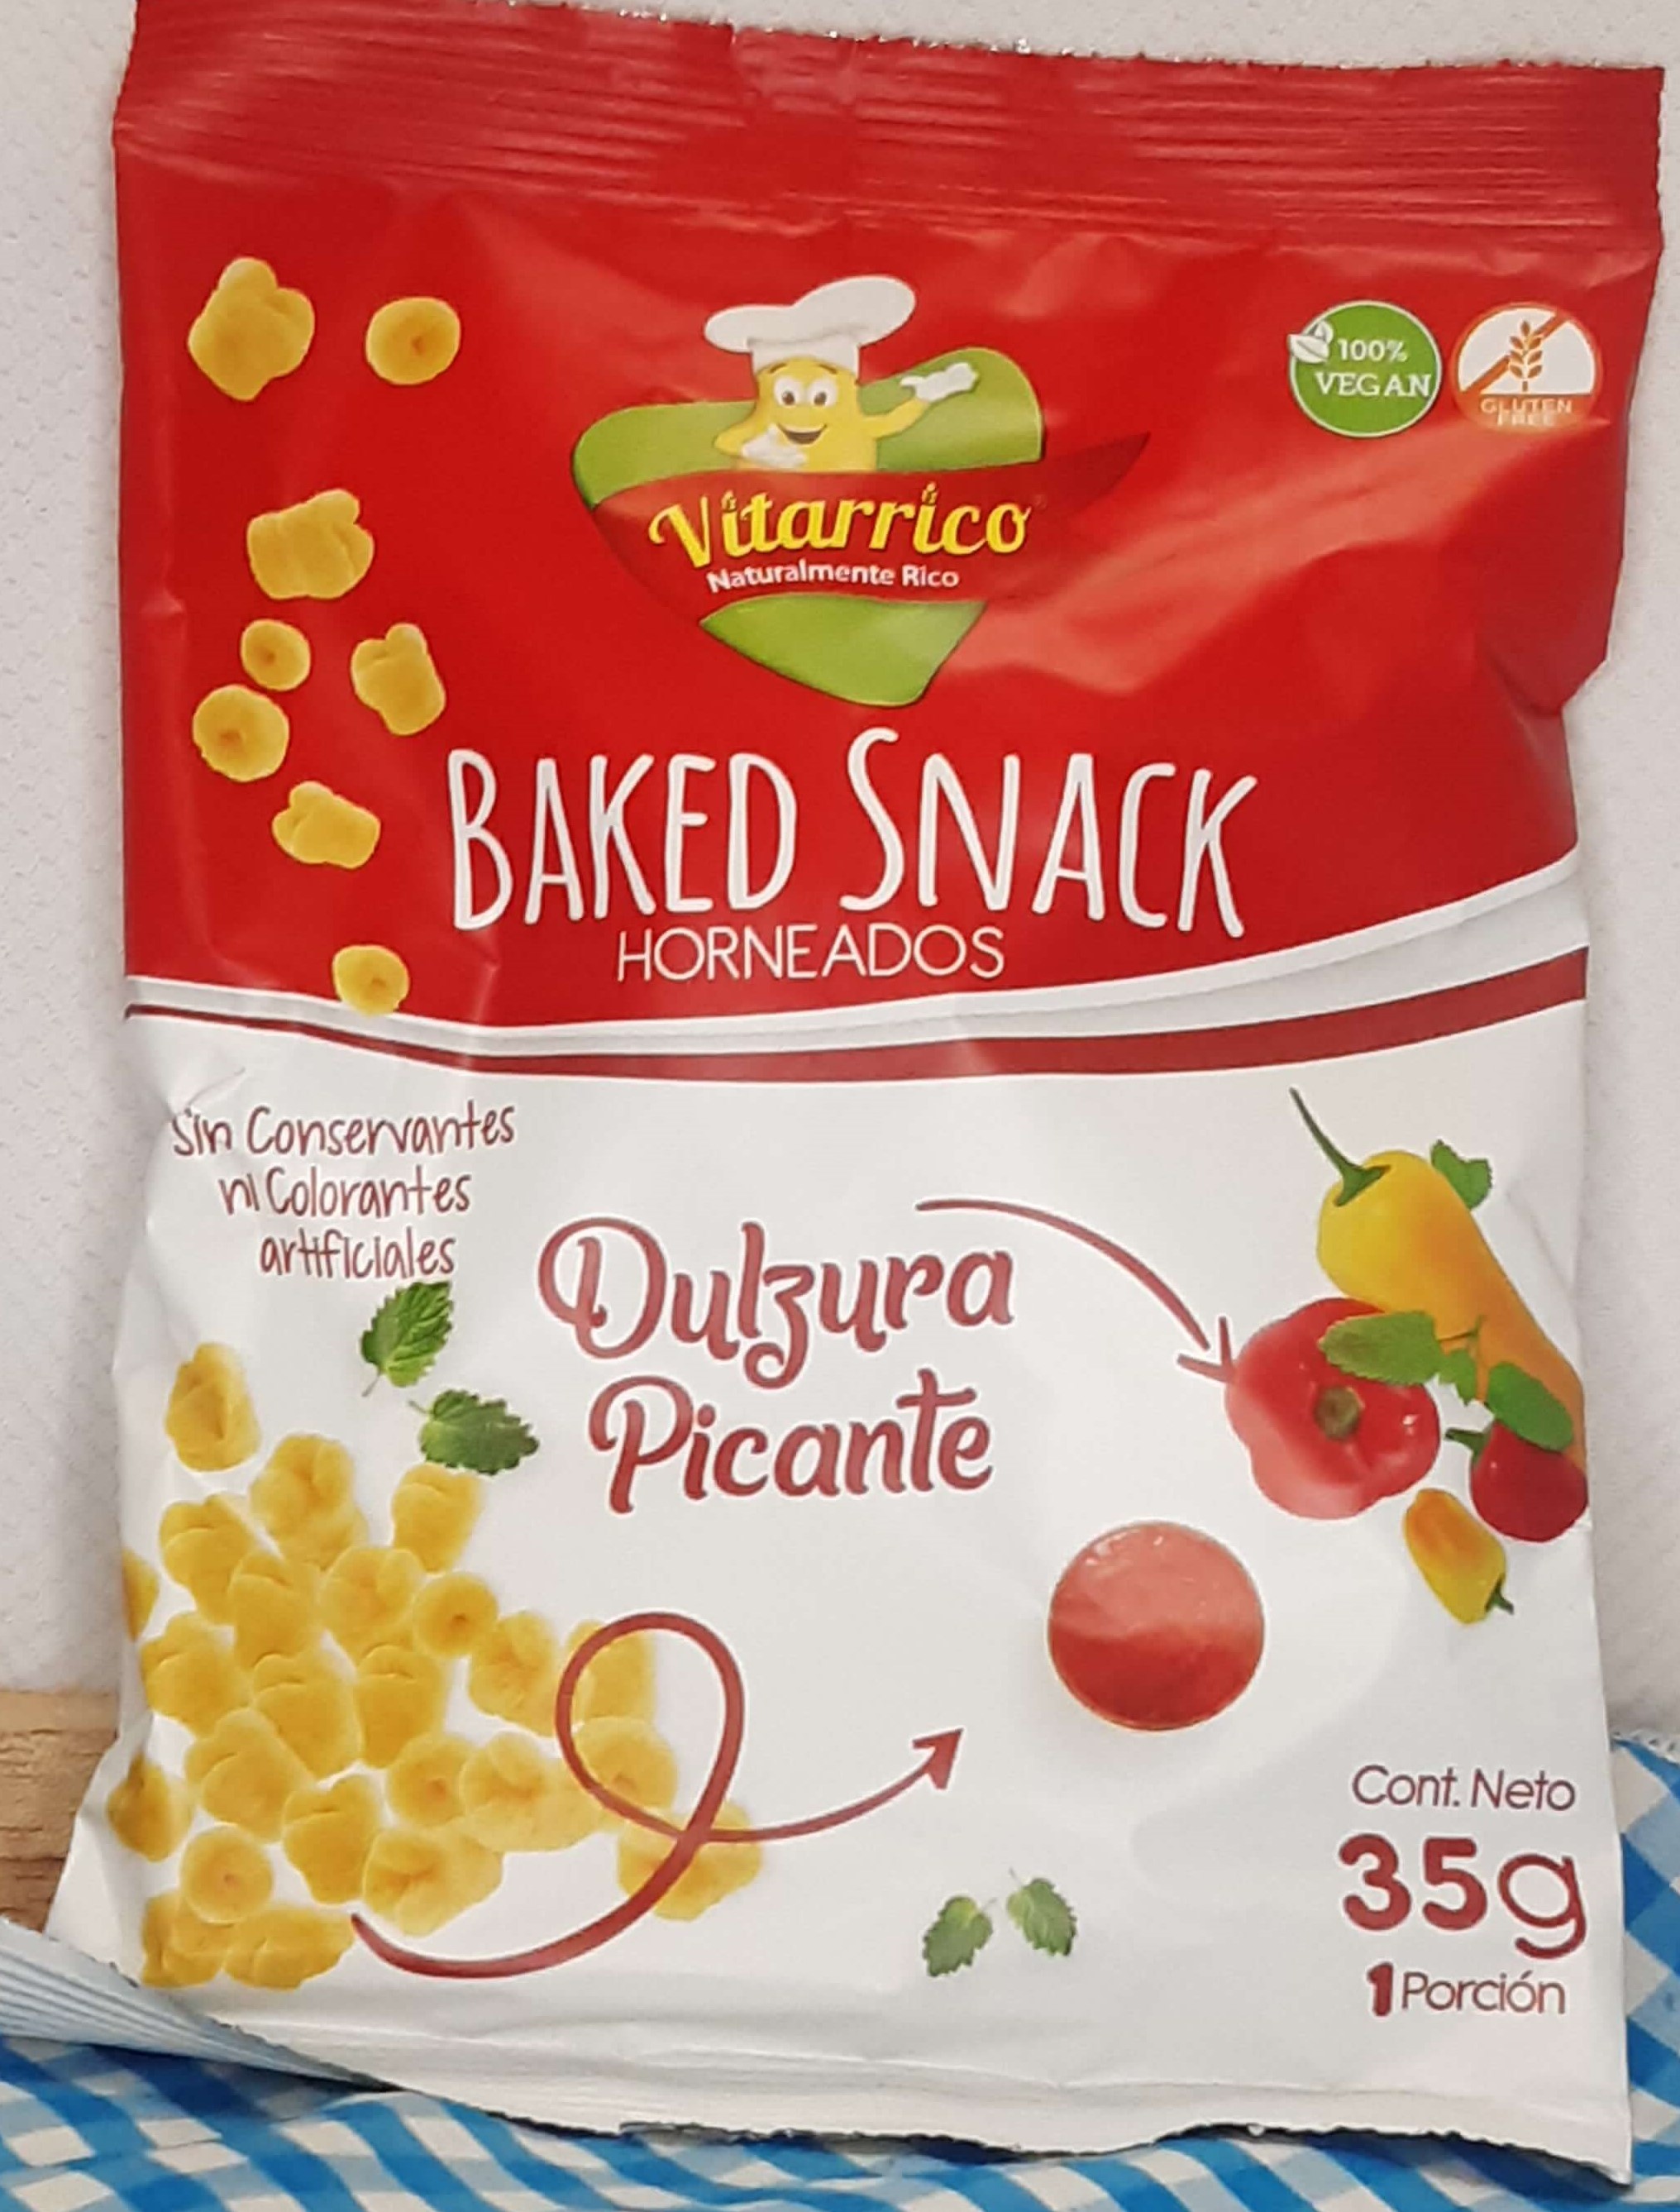 100%
VEGAN
GLUTEN
FREE
Vitarrico
Naturalmente Rico
BAKED SNACK
HORNEADOS
Sin Conservantes
ni Colorantes
artificiales
Dulzura
Picante
Cont. Neto
35g
1 Porción